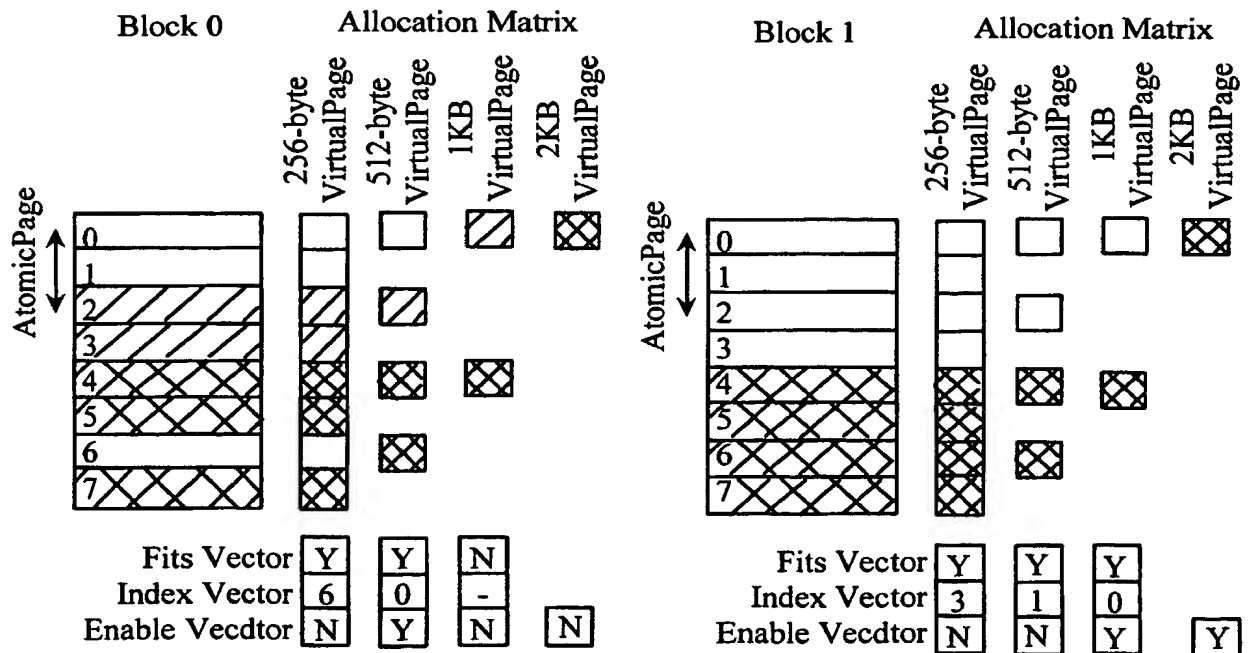 Block 0
Allocation Matrix
256-byte
VirtualPage
512-byte
VirtualPage
1KB
VirtualPage
2KB
VirtualPage
AtomicPage
0
1
2
3
4
5
6
7
Fits Vector Y Y N
Index Vector 6 0 -
Enable Vecdtor N Y N N
Block 1
Allocation Matrix
256-byte
VirtualPage
512-byte
VirtualPage
1KB
VirtualPage
2KB
VirtualPage
AtomicPage
0
1
2
3
4
5
6
7
Fits Vector Y Y Y
Index Vector 3 1 0
Enable Vecdtor N N Y Y